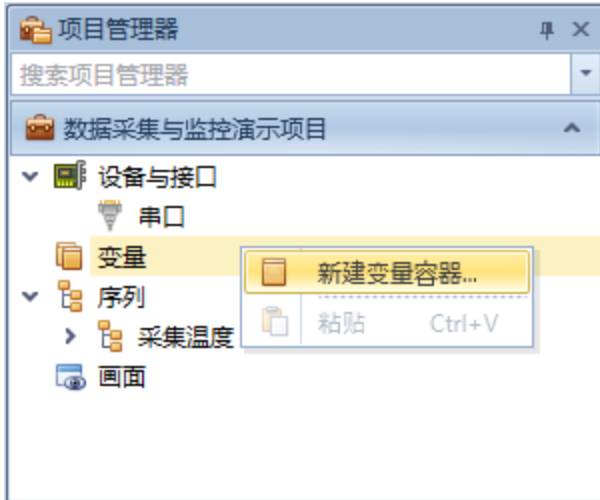 项目管理器
搜索项目管理器
数据采集与监控演示项目
设备与接口
串口
变量
新建变量容器...
序列
粘贴 Ctrl+V
采集温度
画面